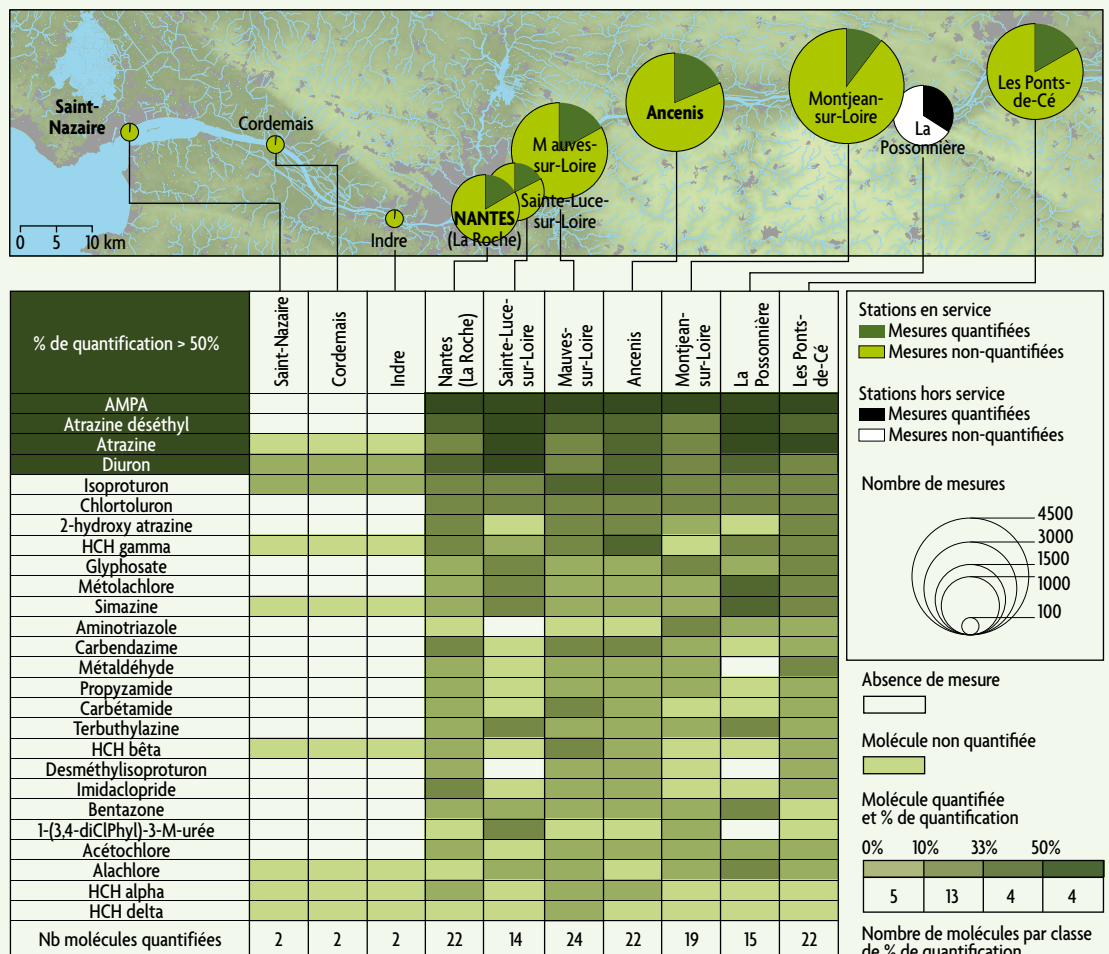 Saint-
Nazaire
Cordemais
Indre
NANTES
(La Roche)
Sainte-Luce-
sur-Loire
M auves-
sur-Loire
Ancenis
Montjean-
sur-Loire
La
Possonnière
Les Ponts-
de-Cé
0 5 10 km
% de quantification > 50%
Saint-Nazaire
Cordemais
Indre
Nantes
(La Roche)
Sainte-Luce-
sur-Loire
Mauves-
sur-Loire
Ancenis
Montjean-
sur-Loire
La
Possonnière
Les Ponts-
de-Cé
AMPA
Atrazine déséthyl
Atrazine
Diuron
Isoproturon
Chlortoluron
2-hydroxy atrazine
HCH gamma
Glyphosate
Métolachlore
Simazine
Aminotriazole
Carbendazime
Métaldéhyde
Propyzamide
Carbétamide
Terbuthylazine
HCH bêta
Desméthylisoproturon
Imidaclopride
Bentazone
1-(3,4-diClPhyl)-3-M-urée
Acétochlore
Alachlore
HCH alpha
HCH delta
Nb molécules quantifiées 2 2 2 22 14 24 22 19 15 22
Stations en service
Mesures quantifiées
Mesures non-quantifiées
Stations hors service
Mesures quantifiées
Mesures non-quantifiées
Nombre de mesures
4500
3000
1500
1000
100
Absence de mesure
Molécule non quantifiée
Molécule quantifiée
et % de quantification
0% 10% 33% 50%
5 13 4 4
Nombre de molécules par classe
de % de quantification